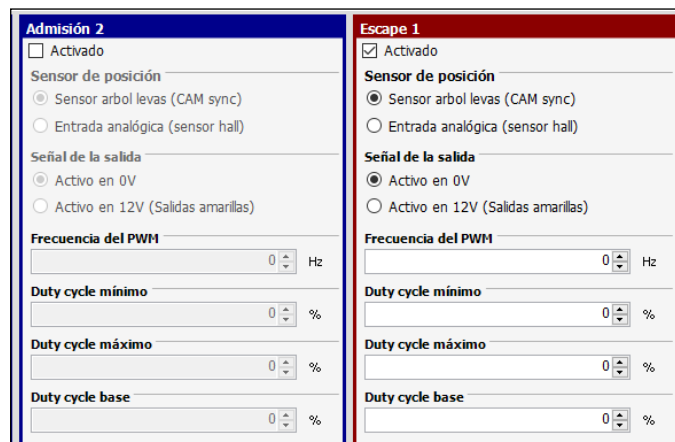 Admisión 2
Activado
Sensor de posición
Sensor arbol levas (CAM sync)
Entrada analógica (sensor hall)
Señal de la salida
Activo en 0V
Activo en 12V (Salidas amarillas)
Frecuencia del PWM
0 Hz
Duty cycle mínimo
0 %
Duty cycle máximo
0 %
Duty cycle base
0 %
Escape 1
Activado
Sensor de posición
Sensor arbol levas (CAM sync)
Entrada analógica (sensor hall)
Señal de la salida
Activo en 0V
Activo en 12V (Salidas amarillas)
Frecuencia del PWM
0 Hz
Duty cycle mínimo
0 %
Duty cycle máximo
0 %
Duty cycle base
0 %